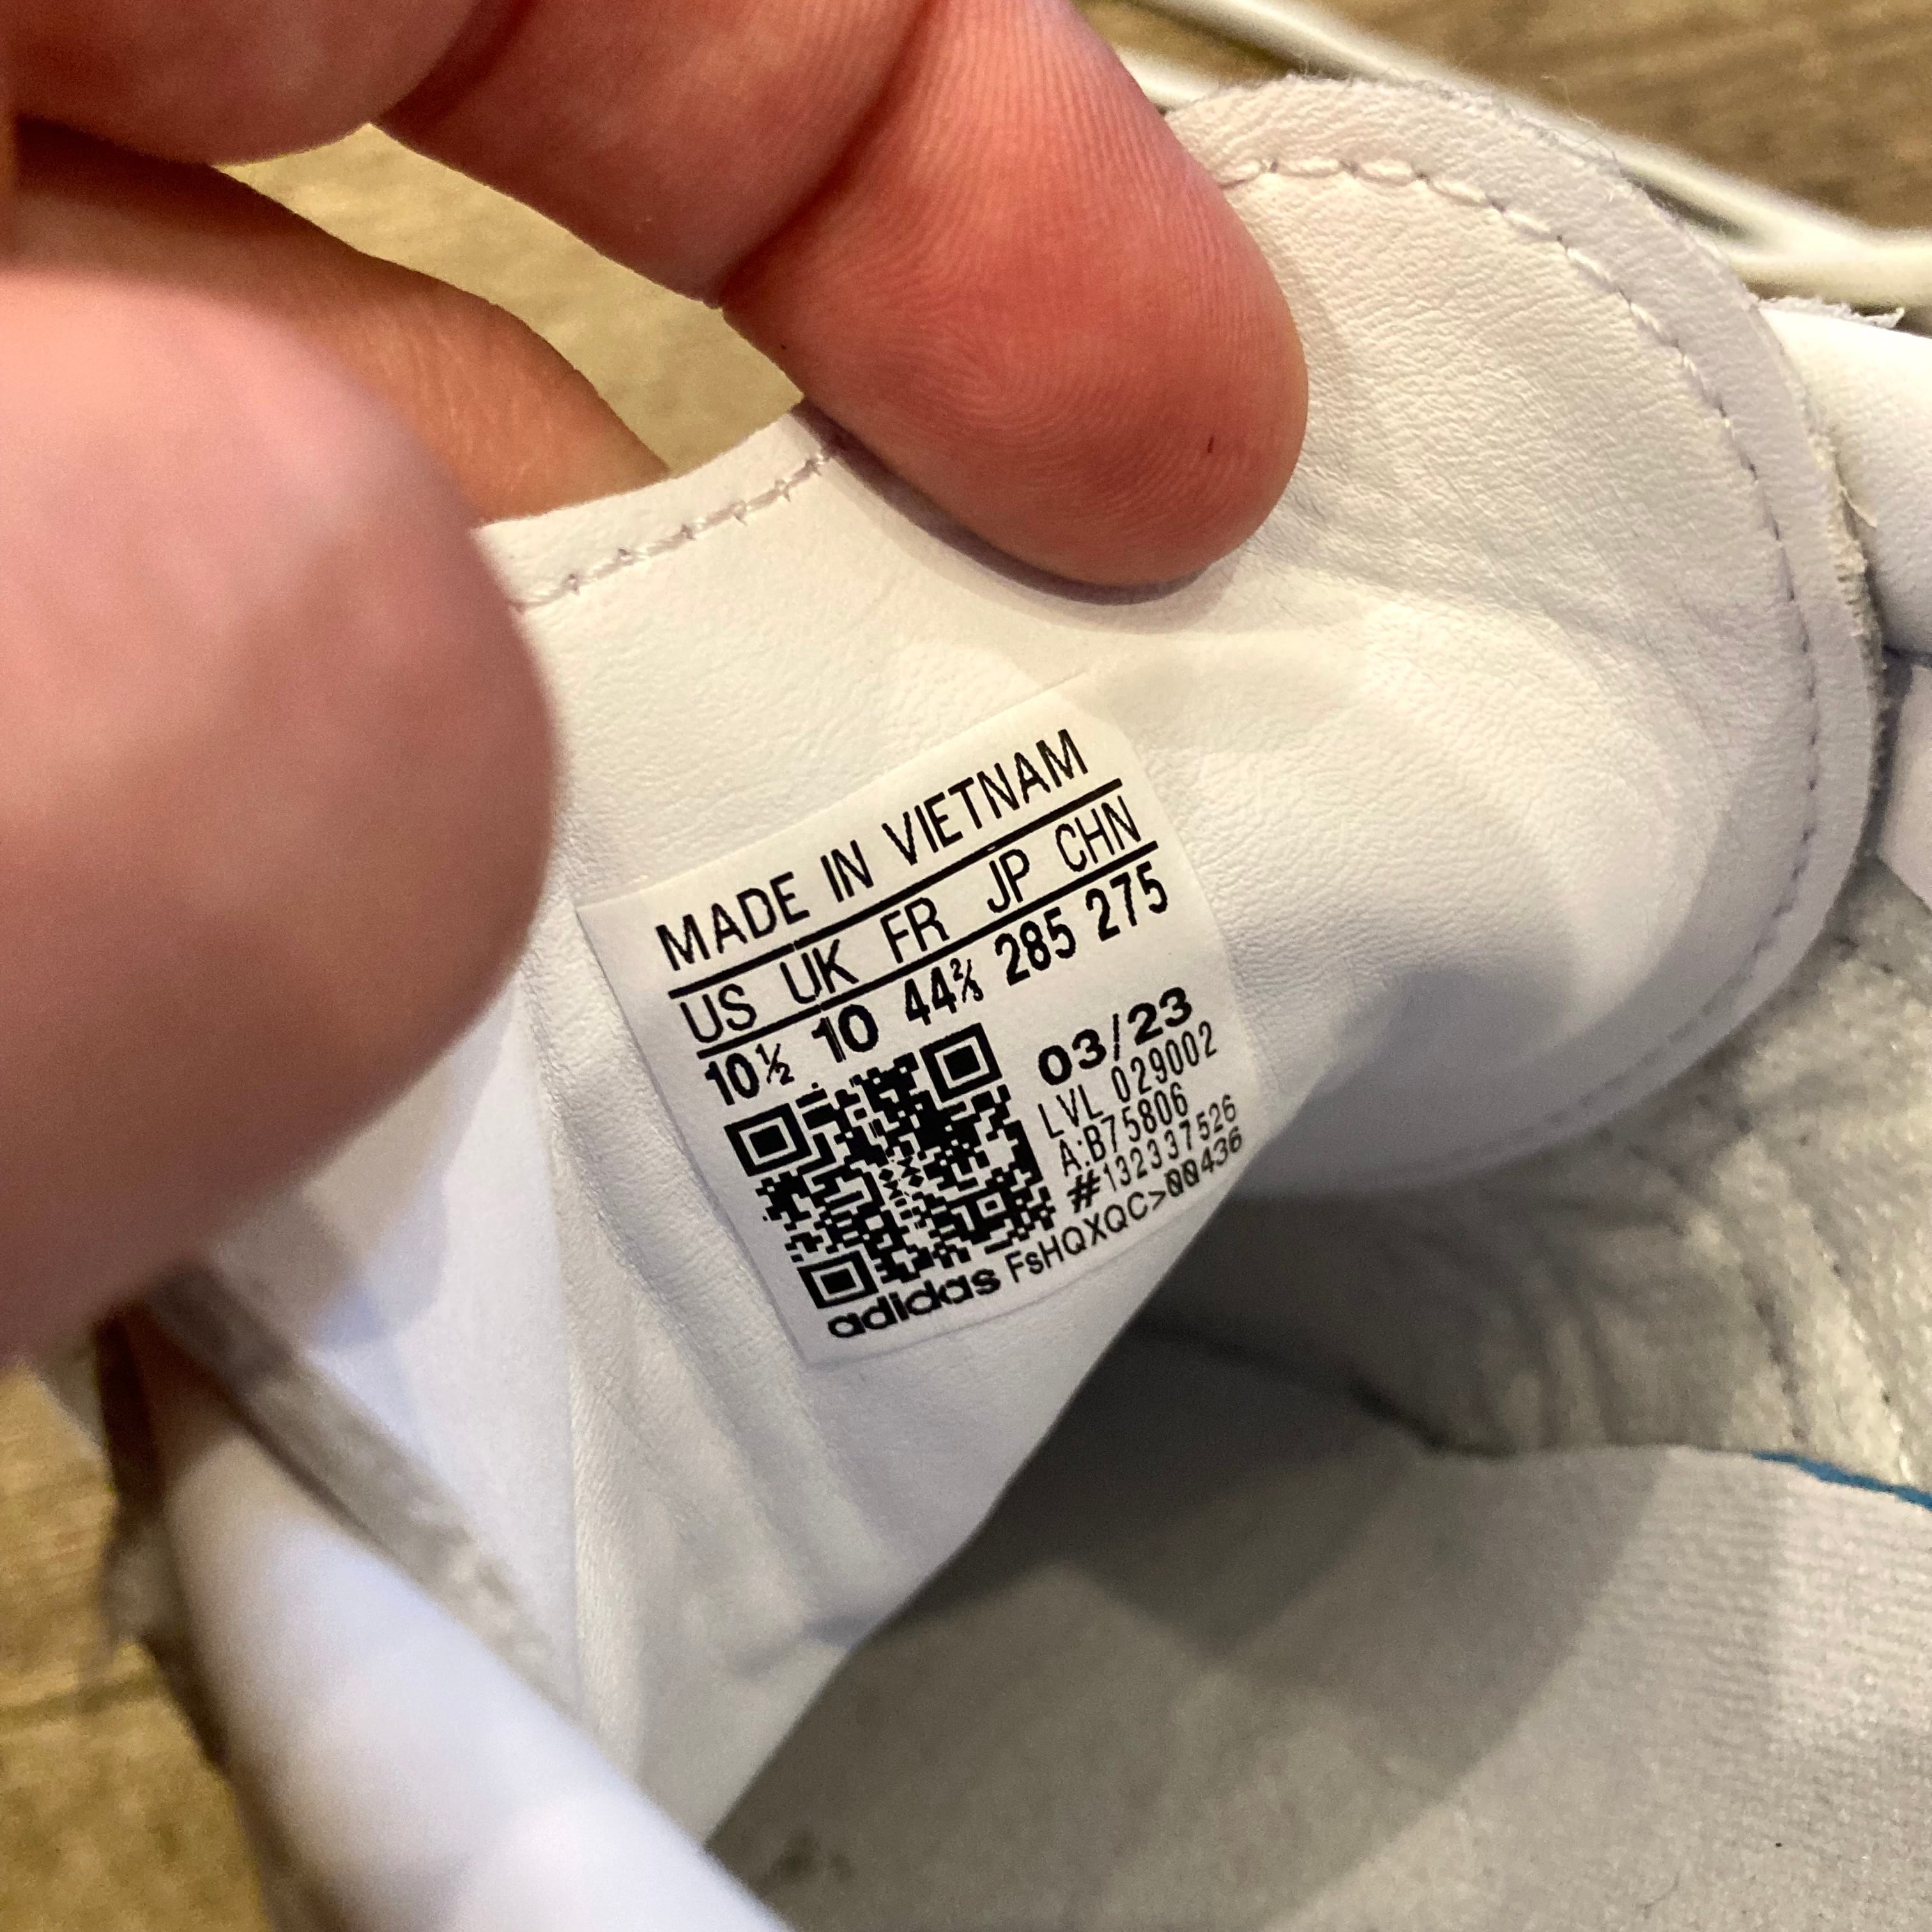 MADE IN VIETNAM
US UK FR JP CHN
10½ 10 44⅔ 285 275
03/23
LVL 029002
A:B75806
#132337526
adidas FsHQXQC>00436